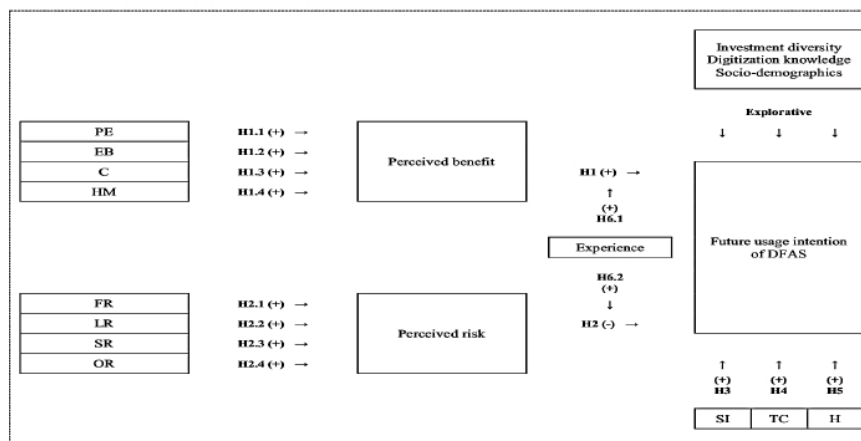 Investment diversity
Digitization knowledge
Socio-demographics
Explorative
↓ ↓ ↓
PE H1.1 (+) →
EB H1.2 (+) →
C H1.3 (+) →
HM H1.4 (+) →
Perceived benefit
H1 (+) →
↑
(+)
H6.1
Experience
H6.2
(+)
↓
H2 (-) →
Future usage intention
of DFAS
FR H2.1 (+) →
LR H2.2 (+) →
SR H2.3 (+) →
OR H2.4 (+) →
Perceived risk
↑ ↑ ↑
(+) (+) (+)
H3 H4 H5
SI TC H